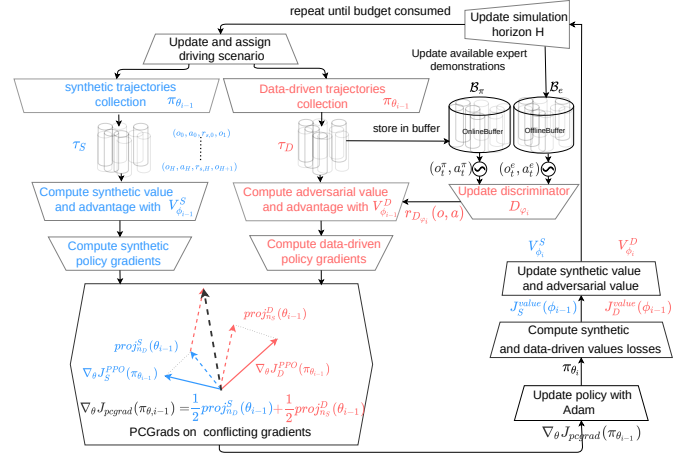 repeat until budget consumed
Update simulation
horizon H
Update and assign
driving scenario
Update available expert
demonstrations
synthetic trajectories
collection π_{θ_{i−1}}
Data-driven trajectories
collection π_{θ_{i−1}}
𝓑_π
𝓑_e
τ_S
(o_0, a_0, r_{s,0}, o_1)
(o_H, a_H, r_{s,H}, o_{H+1})
τ_D
store in buffer
OnlineBuffer
OfflineBuffer
(o_t^π, a_t^π)
(o_t^e, a_t^e)
Compute synthetic value
and advantage with V^S_{ϕ_{i−1}}
Compute adversarial value
and advantage with V^D_{ϕ_{i−1}}
r_{D_{φ_i}}(o, a)
Update discriminator
D_{φ_i}
Compute synthetic
policy gradients
Compute data-driven
policy gradients
V^S_{ϕ_i}
V^D_{ϕ_i}
Update synthetic value
and adversarial value
J_S^{value}(ϕ_{i−1})
J_D^{value}(ϕ_{i−1})
Compute synthetic
and data-driven values losses
π_{θ_i}
Update policy with
Adam
∇_θ J_{pcgrad}(π_{θ_{i−1}})
proj^D_{n_S}(θ_{i−1})
proj^S_{n_D}(θ_{i−1})
∇_θ J_S^{PPO}(π_{θ_{i−1}})
∇_θ J_D^{PPO}(π_{θ_{i−1}})
∇_θ J_{pcgrad}(π_{θ,i−1}) = 1/2 proj^S_{n_D}(θ_{i−1}) + 1/2 proj^D_{n_S}(θ_{i−1})
PCGrads on conflicting gradients